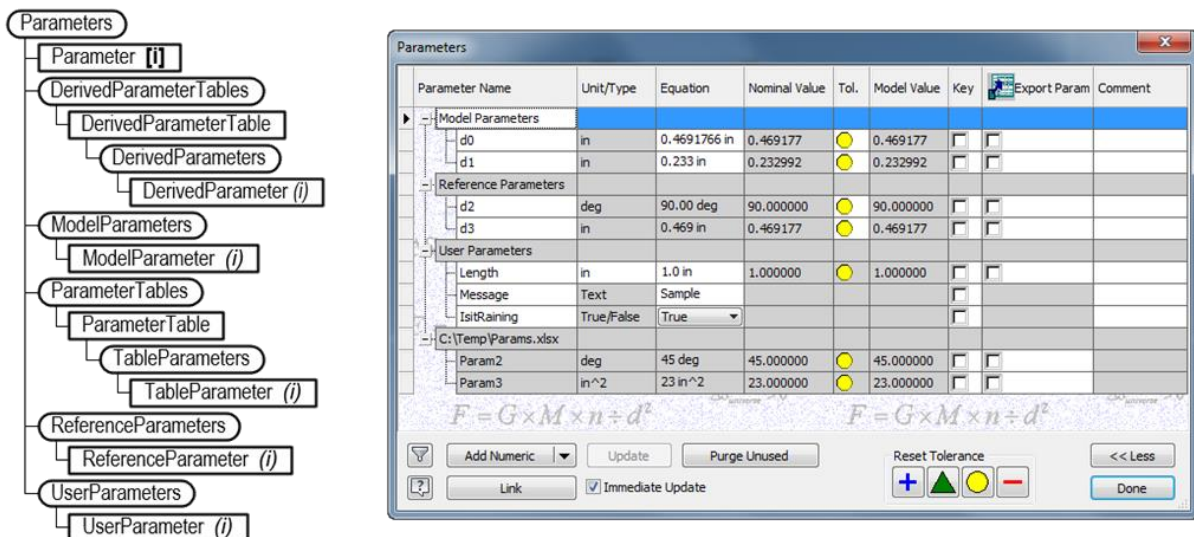 Parameters
Parameter [i]
DerivedParameterTables
DerivedParameterTable
DerivedParameters
DerivedParameter (i)
ModelParameters
ModelParameter (i)
ParameterTables
ParameterTable
TableParameters
TableParameter (i)
ReferenceParameters
ReferenceParameter (i)
UserParameters
UserParameter (i)
Parameters
Parameter Name Unit/Type Equation Nominal Value Tol. Model Value Key Export Param Comment
Model Parameters
d0 in 0.4691766 in 0.469177 0.469177
d1 in 0.233 in 0.232992 0.232992
Reference Parameters
d2 deg 90.00 deg 90.000000 90.000000
d3 in 0.469 in 0.469177 0.469177
User Parameters
Length in 1.0 in 1.000000 1.000000
Message Text Sample
IsitRaining True/False True
C:\Temp\Params.xlsx
Param2 deg 45 deg 45.000000 45.000000
Param3 in^2 23 in^2 23.000000 23.000000
F = G × M × n ÷ d² F = G × M × n ÷ d²
Add Numeric Update Purge Unused Reset Tolerance << Less
Link Immediate Update Done